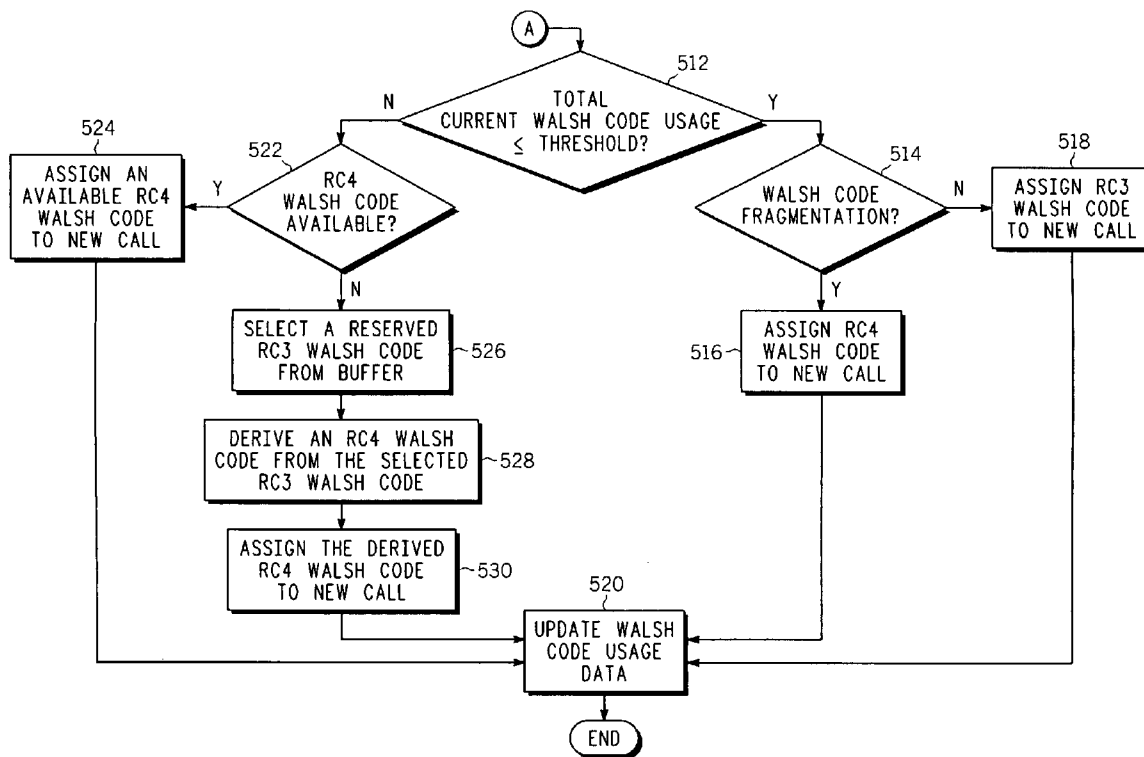 A
512
TOTAL
CURRENT WALSH CODE USAGE
≤ THRESHOLD?
N
Y
524
ASSIGN AN
AVAILABLE RC4
WALSH CODE
TO NEW CALL
522
Y
RC4
WALSH CODE
AVAILABLE?
N
514
WALSH CODE
FRAGMENTATION?
N
Y
518
ASSIGN RC3
WALSH CODE
TO NEW CALL
SELECT A RESERVED
RC3 WALSH CODE
FROM BUFFER
526
516
ASSIGN RC4
WALSH CODE
TO NEW CALL
DERIVE AN RC4 WALSH
CODE FROM THE SELECTED
RC3 WALSH CODE
528
ASSIGN THE DERIVED
RC4 WALSH CODE
TO NEW CALL
530
520
UPDATE WALSH
CODE USAGE
DATA
END